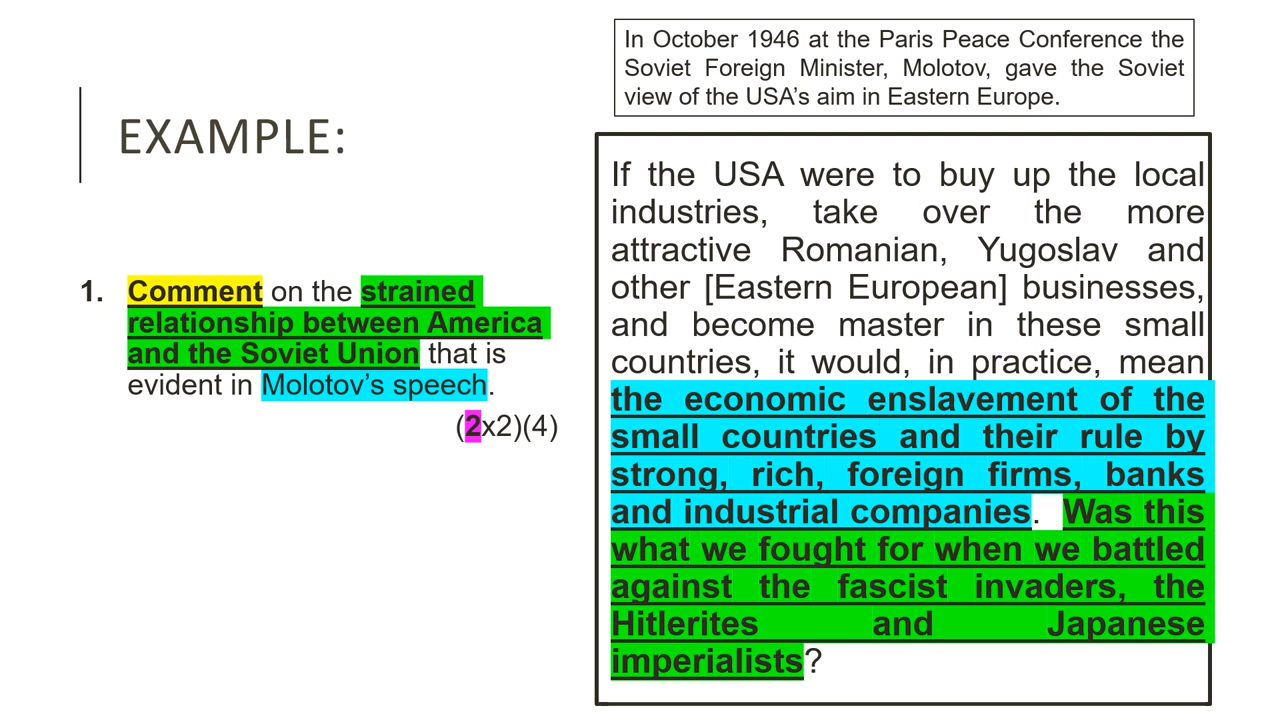 EXAMPLE:
1. Comment on the strained
relationship between America
and the Soviet Union that is
evident in Molotov’s speech.
(2x2)(4)
In October 1946 at the Paris Peace Conference the
Soviet Foreign Minister, Molotov, gave the Soviet
view of the USA’s aim in Eastern Europe.
If the USA were to buy up the local
industries, take over the more
attractive Romanian, Yugoslav and
other [Eastern European] businesses,
and become master in these small
countries, it would, in practice, mean
the economic enslavement of the
small countries and their rule by
strong, rich, foreign firms, banks
and industrial companies. Was this
what we fought for when we battled
against the fascist invaders, the
Hitlerites and Japanese
imperialists?